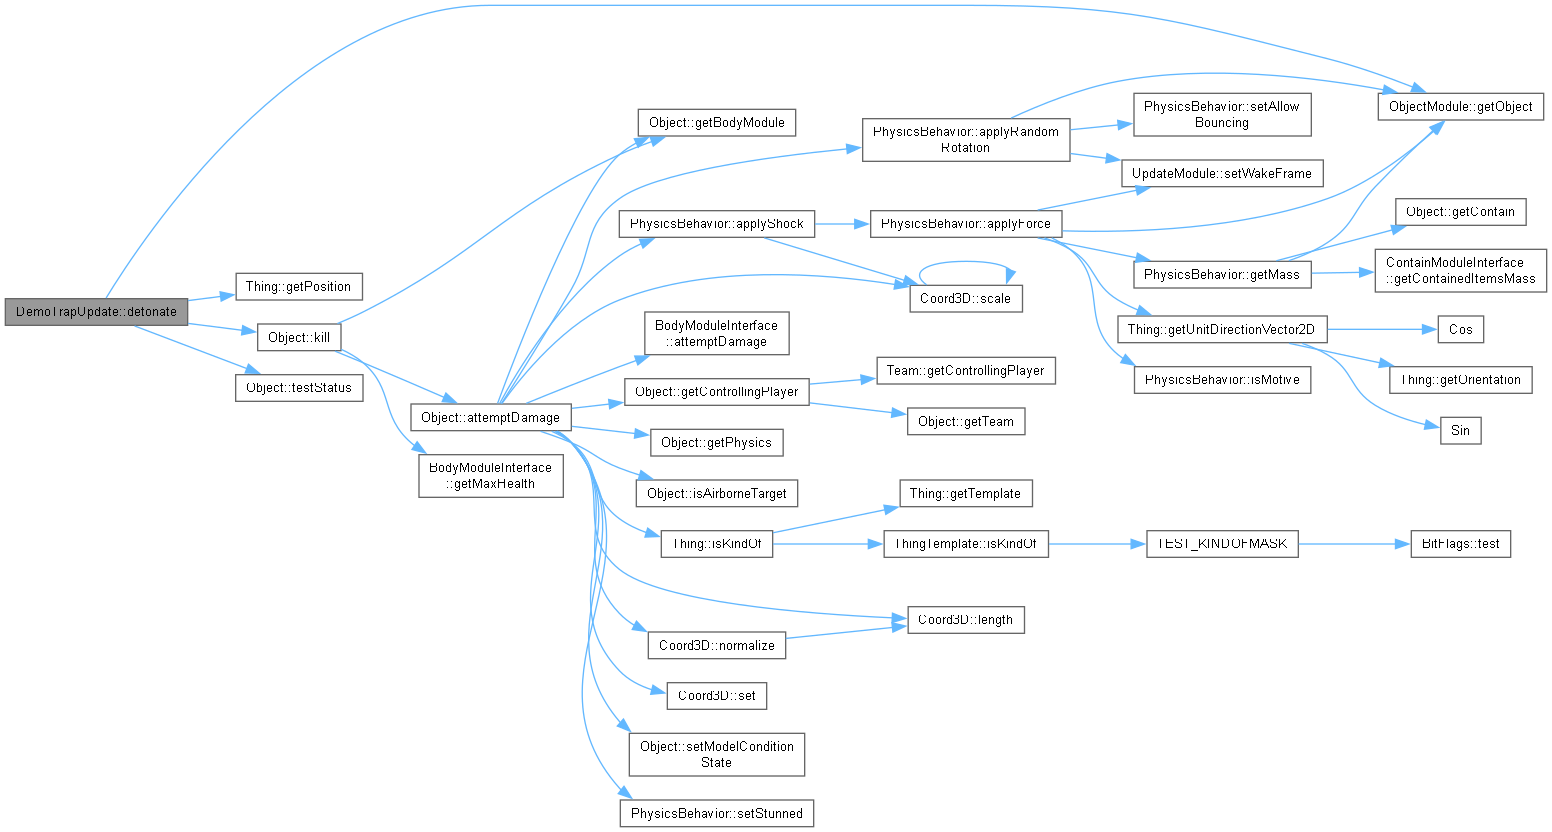 DemoTrapUpdate::detonate
Thing::getPosition
Object::kill
Object::testStatus
Object::attemptDamage
BodyModuleInterface
::getMaxHealth
Object::getBodyModule
PhysicsBehavior::applyShock
BodyModuleInterface
::attemptDamage
Object::getControllingPlayer
Object::getPhysics
Object::isAirborneTarget
Thing::isKindOf
Coord3D::normalize
Coord3D::set
Object::setModelCondition
State
PhysicsBehavior::setStunned
PhysicsBehavior::applyRandom
Rotation
PhysicsBehavior::applyForce
Coord3D::scale
Team::getControllingPlayer
Object::getTeam
Thing::getTemplate
ThingTemplate::isKindOf
Coord3D::length
PhysicsBehavior::setAllow
Bouncing
UpdateModule::setWakeFrame
PhysicsBehavior::getMass
Thing::getUnitDirectionVector2D
PhysicsBehavior::isMotive
TEST_KINDOFMASK
ObjectModule::getObject
Object::getContain
ContainModuleInterface
::getContainedItemsMass
Cos
Thing::getOrientation
Sin
BitFlags::test